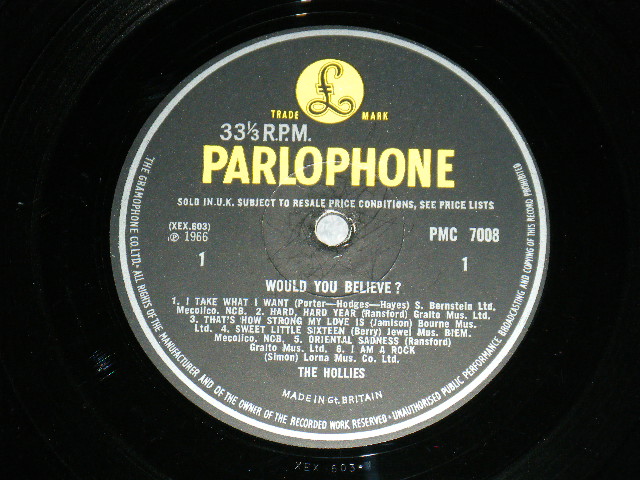 TRADE MARK
33⅓ R.P.M.
PARLOPHONE
SOLD IN U.K. SUBJECT TO RESALE PRICE CONDITIONS, SEE PRICE LISTS
(XEX.603)
℗ 1966
PMC 7008
1
1
WOULD YOU BELIEVE?
1. I TAKE WHAT I WANT (Porter—Hodges—Hayes) S. Bernstein Ltd.
Mecolico. NCB. 2. HARD, HARD YEAR (Ransford) Gralto Mus. Ltd.
3. THAT'S HOW STRONG MY LOVE IS (Jamison) Bourne Mus.
Ltd. 4. SWEET LITTLE SIXTEEN (Berry) Jewel Mus. BIEM.
Mecolico. NCB. 5. ORIENTAL SADNESS (Ransford)
Gralto Mus. Ltd. 6. I AM A ROCK
(Simon) Lorna Mus. Co. Ltd.
THE HOLLIES
MADE IN Gt. BRITAIN
THE GRAMOPHONE CO. LTD. · ALL RIGHTS OF THE MANUFACTURER AND OF THE OWNER OF THE RECORDED WORK RESERVED · UNAUTHORISED PUBLIC PERFORMANCE BROADCASTING AND COPYING OF THIS RECORD PROHIBITED
XEX 603